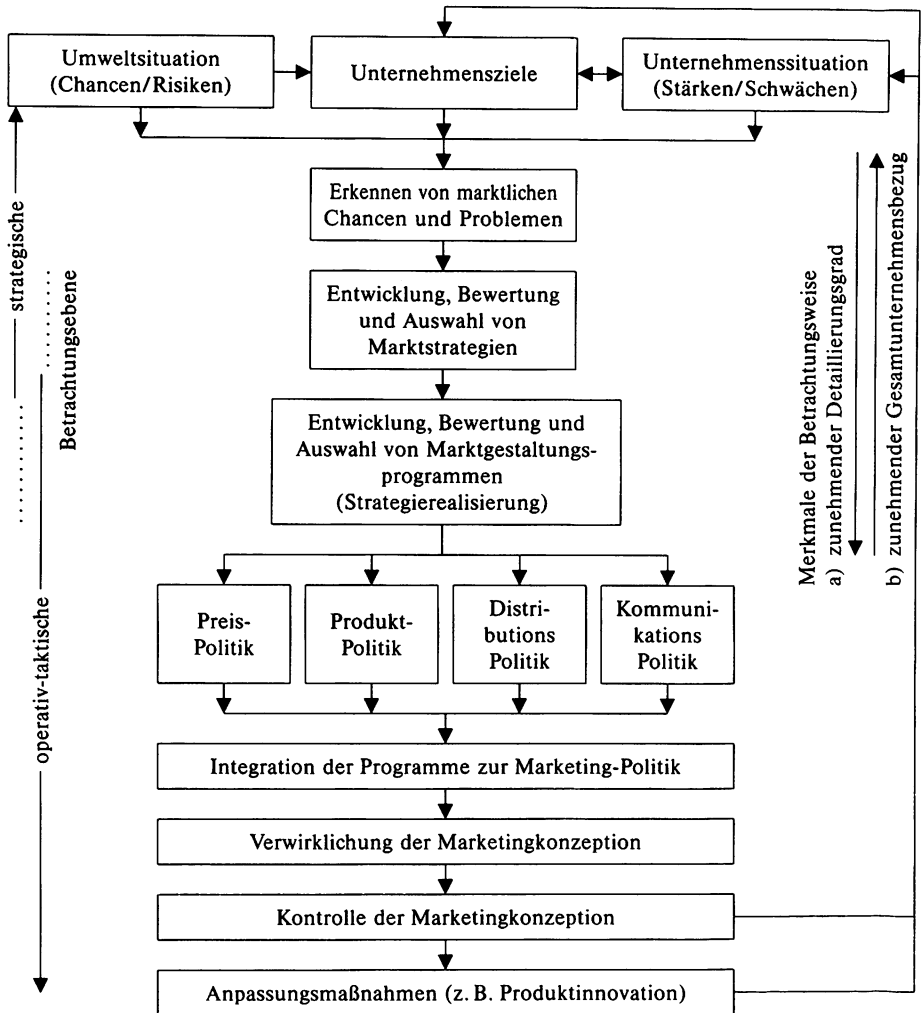 Umweltsituation
(Chancen/Risiken)
Unternehmensziele
Unternehmenssituation
(Stärken/Schwächen)
Erkennen von marktlichen
Chancen und Problemen
Entwicklung, Bewertung
und Auswahl von
Marktstrategien
Entwicklung, Bewertung und
Auswahl von Marktgestaltungs-
programmen
(Strategierealisierung)
Preis-
Politik
Produkt-
Politik
Distri-
butions
Politik
Kommuni-
kations
Politik
Integration der Programme zur Marketing-Politik
Verwirklichung der Marketingkonzeption
Kontrolle der Marketingkonzeption
Anpassungsmaßnahmen (z. B. Produktinnovation)
strategische
operativ-taktische
Betrachtungsebene
Merkmale der Betrachtungsweise
a) zunehmender Detaillierungsgrad
b) zunehmender Gesamtunternehmensbezug